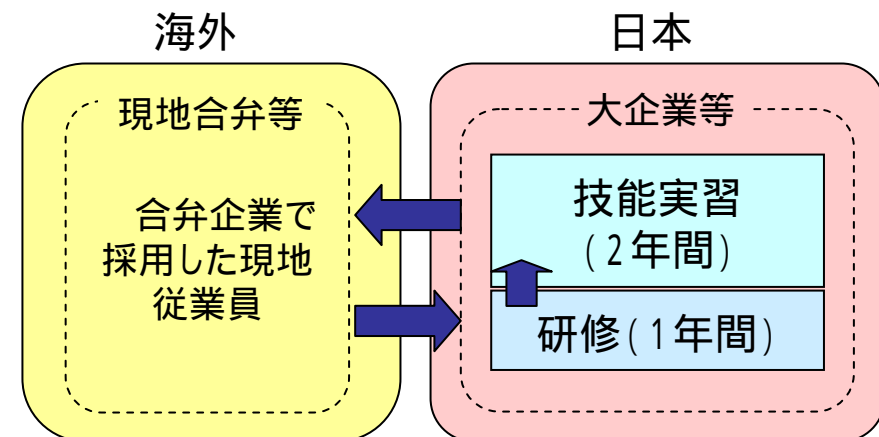 海外
現地合弁等
合弁企業で
採用した現地
従業員
日本
大企業等
技能実習
(2年間)
研修(1年間)